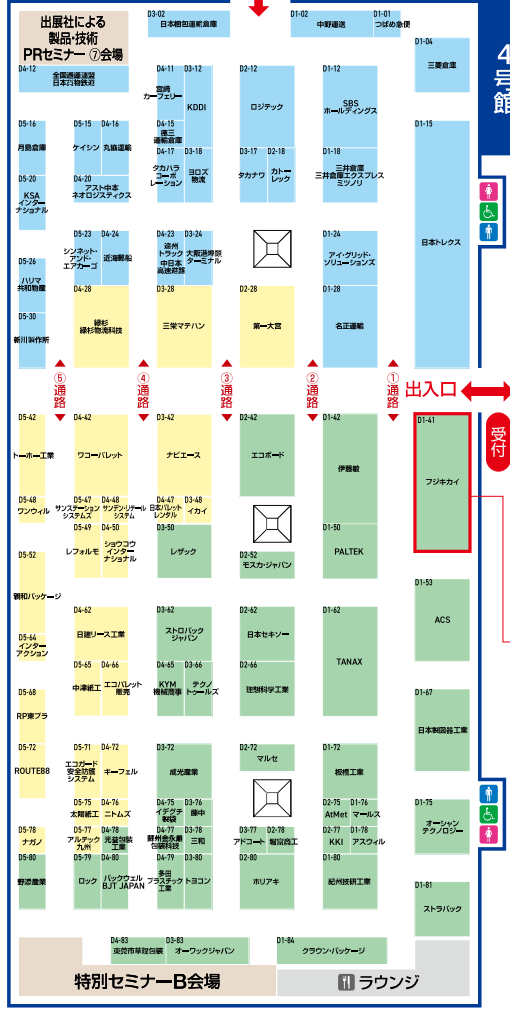 出展社による
製品・技術
PRセミナー ⑦会場
D3-02
日本梱包運輸倉庫
D1-02
中野運送
D1-01
つばめ急便
D1-04
三菱倉庫
4号館
D4-12
全国通運連盟
日本貨物鉄道
D4-11
宮崎
カーフェリー
D3-12
KDDI
D2-12
ロジテック
D1-12
SBS
ホールディングス
D4-15
徳三
運輸倉庫
D5-16
月島倉庫
D5-15
ケイシン
D4-16
丸協運輸
D4-17
タカハラ
コーポ
レーション
D3-18
ヨロズ
物流
D3-17
タカナワ
D2-18
カトー
レック
D1-18
三井倉庫
三井倉庫エクスプレス
ミツノリ
D1-15
日本トレクス
D5-20
KSA
インター
ナショナル
D4-20
アスト中本
ネオロジスティクス
D5-23
シンネット・
アンド・
エアカーゴ
D4-24
近海郵船
D4-23
遠州
トラック
中日本
高速道路
D3-24
大阪港埠頭
ターミナル
D1-24
アイ・グリッド・
ソリューションズ
D5-26
ハリマ
共和物産
D4-28
縁杉
縁杉物流科技
D3-28
三栄マテハン
D2-28
第一大宮
D1-28
名正運輸
D5-30
新川製作所
⑤通路
④通路
③通路
②通路
①通路
出入口
受付
D5-42
トーホー工業
D4-42
ワコーパレット
D3-42
ナビエース
D2-42
エコボード
D1-42
伊藤毅
D1-41
フジキカイ
D5-48
ワンウィル
D5-47
サンステーション
システムズ
D4-48
サンデン・リテール
システム
D4-47
日本パレット
レンタル
D3-48
イカイ
D5-49
レフォルモ
D4-50
ショウコウ
インター
ナショナル
D3-50
レザック
D1-50
PALTEK
D5-52
親和パッケージ
D2-52
モスカ・ジャパン
D1-53
ACS
D4-62
日建リース工業
D3-62
ストロパック
ジャパン
D2-62
日本セキソー
D1-62
TANAX
D5-64
インター
アクション
D5-65
中津紙工
D4-66
エコパレット
販売
D4-65
KYM
機械商事
D3-66
テクノ
トゥールズ
D2-66
理想科学工業
D5-68
RP東プラ
D1-67
日本製図器工業
D5-72
ROUTE88
D5-71
エコガード
安全防護
システム
D4-72
キーフェル
D3-72
成光産業
D2-72
マルセ
D1-72
板橋工業
D5-75
太陽紙工
D4-76
ニトムズ
D4-75
イデグチ
製袋
D3-76
藤中
D2-75
AtMet
D1-76
マールス
D1-75
オーシャン
テクノロジー
D5-78
ナガノ
D5-77
アルテック
九州
D4-78
光益包装
工業
D4-77
蘇州金永順
包装科技
D3-78
三和
D3-77
アドコート
D2-78
堀富商工
D2-77
KKI
D1-78
アスウィル
D5-80
野添産業
D5-79
ロック
D4-80
パックウェル
BJT JAPAN
D4-79
多田
プラスチック
工業
D3-80
トヨコン
D2-80
ホリアキ
D1-80
紀州技研工業
D1-81
ストラパック
D4-83
東莞市華琨包装
D3-83
オーワックジャパン
D1-84
クラウン・パッケージ
特別セミナーB会場
ラウンジ